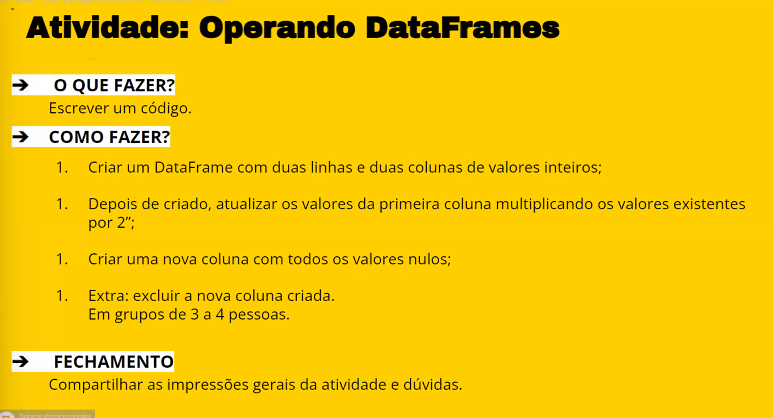 Atividade: Operando DataFrames
➔ O QUE FAZER?
Escrever um código.
➔ COMO FAZER?
1. Criar um DataFrame com duas linhas e duas colunas de valores inteiros;
1. Depois de criado, atualizar os valores da primeira coluna multiplicando os valores existentes
por 2”;
1. Criar uma nova coluna com todos os valores nulos;
1. Extra: excluir a nova coluna criada.
Em grupos de 3 a 4 pessoas.
➔ FECHAMENTO
Compartilhar as impressões gerais da atividade e dúvidas.